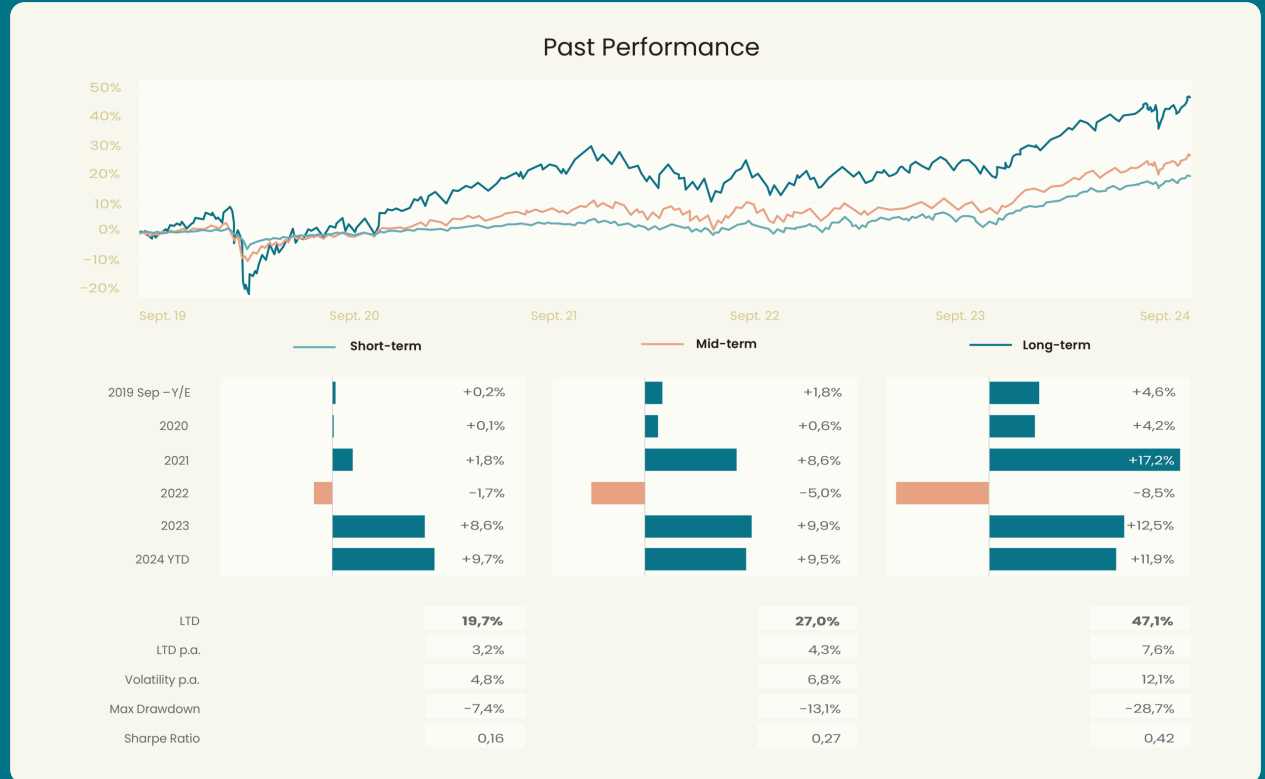 Past Performance
50%
40%
30%
20%
10%
0%
−10%
−20%
Sept. 19 Sept. 20 Sept. 21 Sept. 22 Sept. 23 Sept. 24
Short-term Mid-term Long-term
2019 Sep –Y/E +0,2% +1,8% +4,6%
2020 +0,1% +0,6% +4,2%
2021 +1,8% +8,6% +17,2%
2022 −1,7% −5,0% −8,5%
2023 +8,6% +9,9% +12,5%
2024 YTD +9,7% +9,5% +11,9%
LTD 19,7% 27,0% 47,1%
LTD p.a. 3,2% 4,3% 7,6%
Volatility p.a. 4,8% 6,8% 12,1%
Max Drawdown −7,4% −13,1% −28,7%
Sharpe Ratio 0,16 0,27 0,42